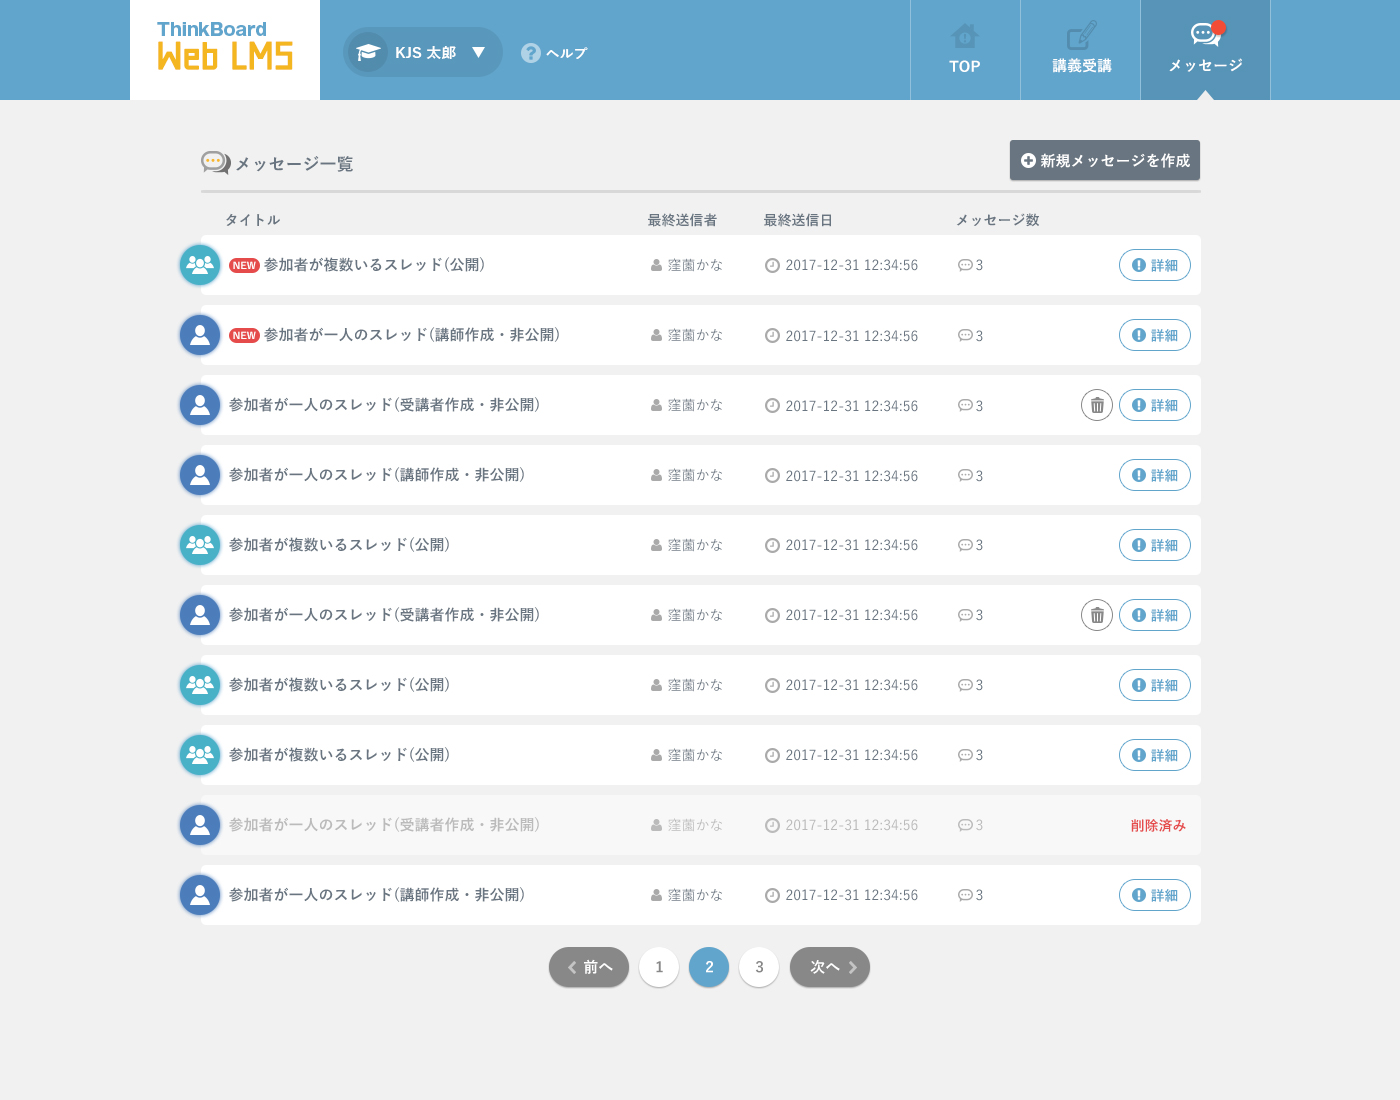 ThinkBoard
Web LMS
KJS 太郎 ▼
ヘルプ
TOP
講義受講
メッセージ
メッセージ一覧
新規メッセージを作成
タイトル 最終送信者 最終送信日 メッセージ数
NEW 参加者が複数いるスレッド(公開) 窪薗かな 2017-12-31 12:34:56 3 詳細
NEW 参加者が一人のスレッド(講師作成・非公開) 窪薗かな 2017-12-31 12:34:56 3 詳細
参加者が一人のスレッド(受講者作成・非公開) 窪薗かな 2017-12-31 12:34:56 3 詳細
参加者が一人のスレッド(講師作成・非公開) 窪薗かな 2017-12-31 12:34:56 3 詳細
参加者が複数いるスレッド(公開) 窪薗かな 2017-12-31 12:34:56 3 詳細
参加者が一人のスレッド(受講者作成・非公開) 窪薗かな 2017-12-31 12:34:56 3 詳細
参加者が複数いるスレッド(公開) 窪薗かな 2017-12-31 12:34:56 3 詳細
参加者が複数いるスレッド(公開) 窪薗かな 2017-12-31 12:34:56 3 詳細
参加者が一人のスレッド(受講者作成・非公開) 窪薗かな 2017-12-31 12:34:56 3 削除済み
参加者が一人のスレッド(講師作成・非公開) 窪薗かな 2017-12-31 12:34:56 3 詳細
前へ 1 2 3 次へ